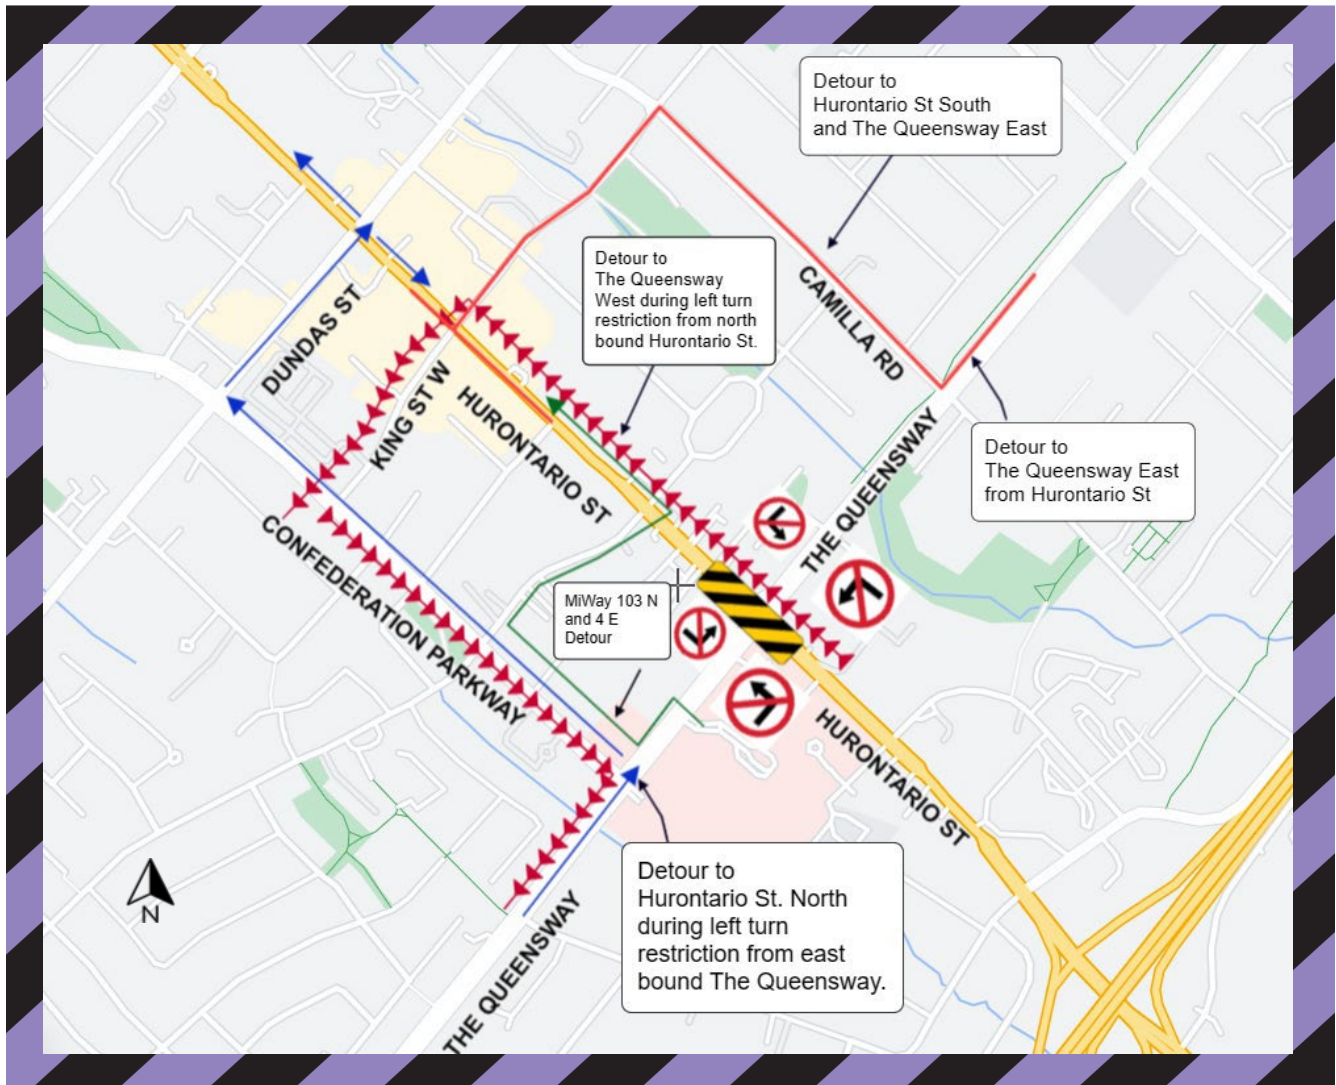 Detour to
Hurontario St South
and The Queensway East
Detour to
The Queensway
West during left turn
restriction from north
bound Hurontario St.
CAMILLA RD
DUNDAS ST
KING ST W
HURONTARIO ST
THE QUEENSWAY
Detour to
The Queensway East
from Hurontario St
CONFEDERATION PARKWAY
MiWay 103 N
and 4 E
Detour
HURONTARIO ST
Detour to
Hurontario St. North
during left turn
restriction from east
bound The Queensway.
THE QUEENSWAY
N